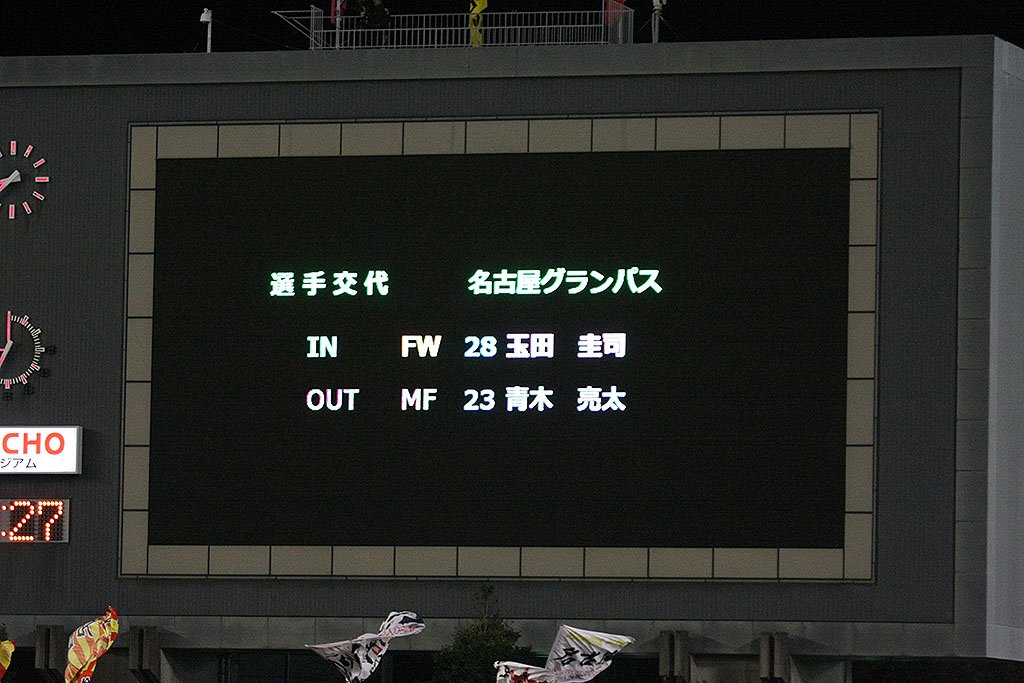 選手交代 名古屋グランパス
IN FW 28 玉田 圭司
OUT MF 23 青木 亮太
CHO
ジアム
:27